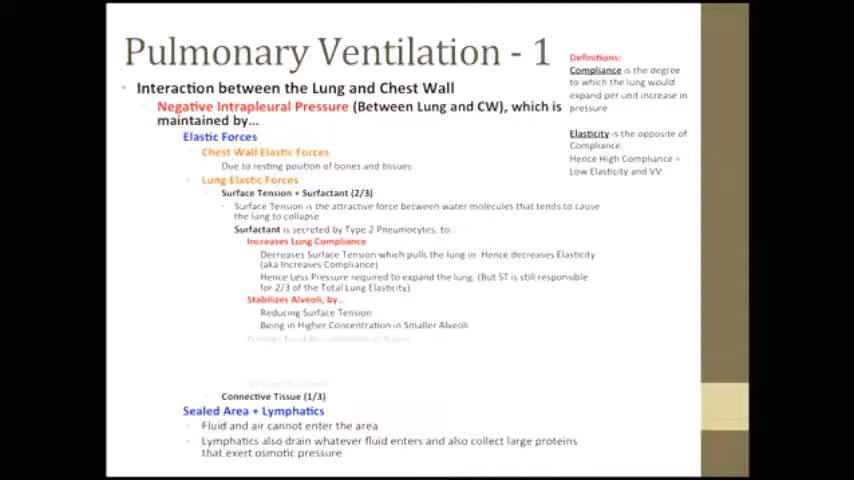 Pulmonary Ventilation - 1
Interaction between the Lung and Chest Wall
Negative Intrapleural Pressure (Between Lung and CW), which is
maintained by...
Elastic Forces
Chest Wall Elastic Forces
Due to resting position of bones and tissues
Lung Elastic Forces
Surface Tension + Surfactant (2/3)
Surface Tension is the attractive force between water molecules that tends to cause
the lung to collapse
Surfactant is secreted by Type 2 Pneumocytes, to...
Increases Lung Compliance
Decreases Surface Tension which pulls the lung in. Hence decreases Elasticity
(aka Increases Compliance)
Hence Less Pressure required to expand the lung. (But ST is still responsible
for 2/3 of the Total Lung Elasticity)
Stabilizes Alveoli, by...
Reducing Surface Tension
Being in Higher Concentration in Smaller Alveoli
Connective Tissue (1/3)
Sealed Area + Lymphatics
Fluid and air cannot enter the area
Lymphatics also drain whatever fluid enters and also collect large proteins
that exert osmotic pressure
Definitions:
Compliance is the degree
to which the lung would
expand per unit increase in
pressure
Elasticity is the opposite of
Compliance.
Hence High Compliance =
Low Elasticity and VV